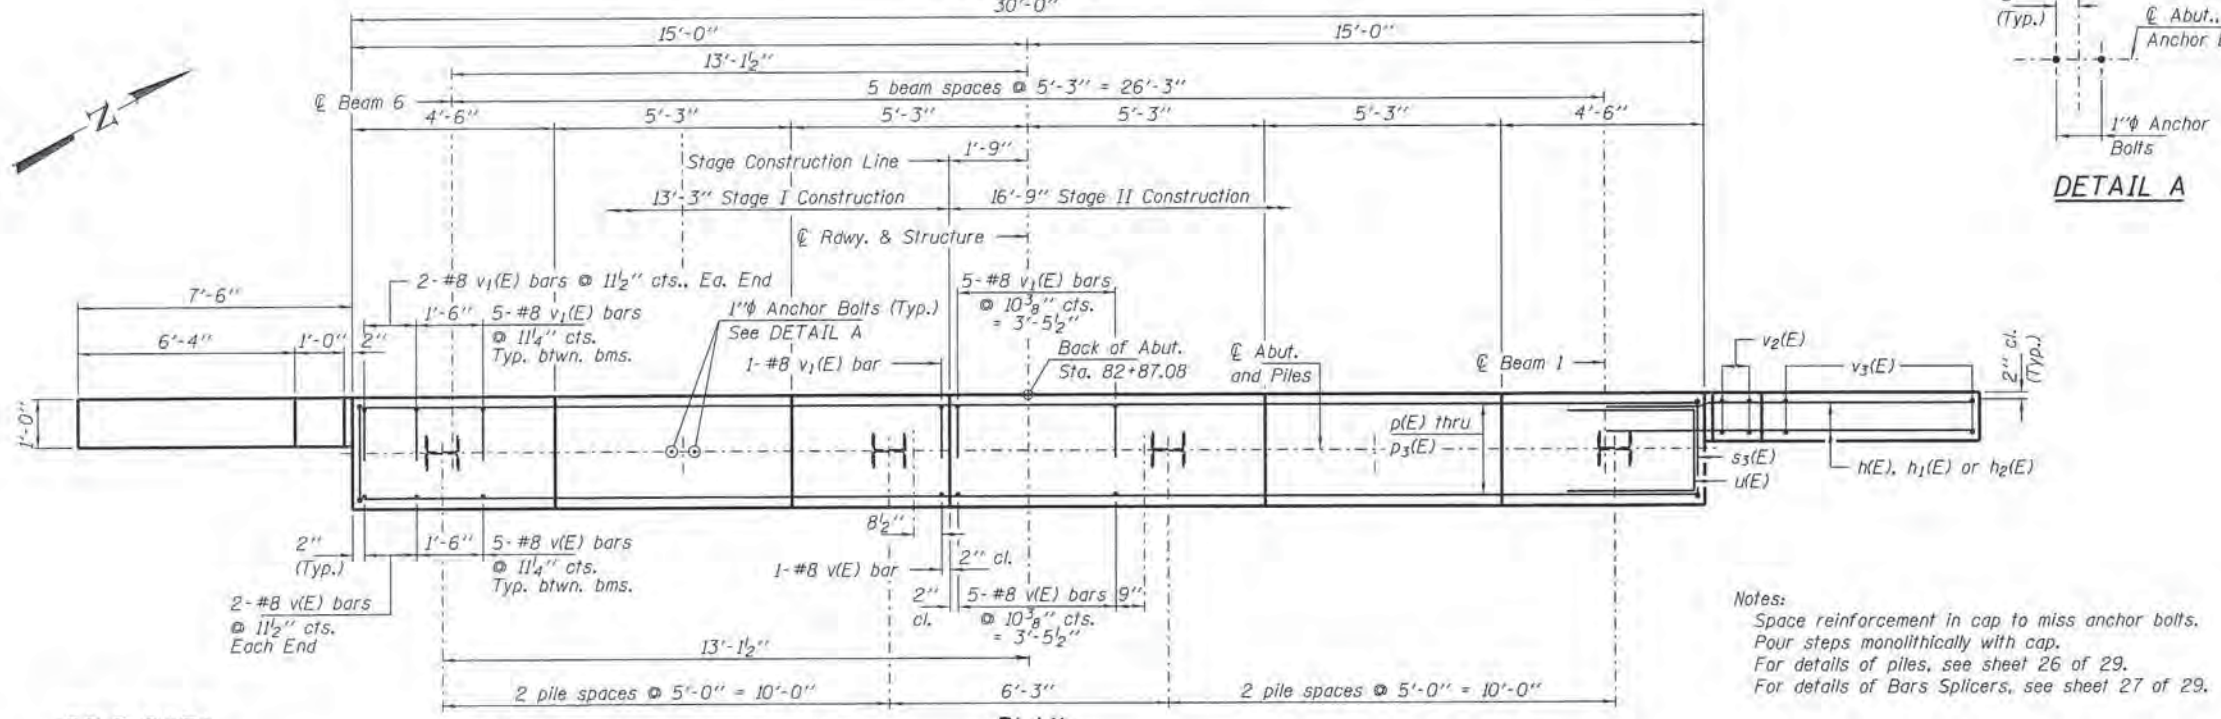 30'-0"
15'-0"
15'-0"
13'-1½"
5 beam spaces @ 5'-3" = 26'-3"
℄ Beam 6
4'-6"
5'-3"
5'-3"
5'-3"
5'-3"
4'-6"
Stage Construction Line
1'-9"
13'-3" Stage I Construction
16'-9" Stage II Construction
℄ Rdwy. & Structure
N
(Typ.)
℄ Abut.,
Anchor
1"φ Anchor
Bolts
DETAIL A
2-#8 v1(E) bars @ 11½" cts., Ea. End
7'-6"
1'-6"
5-#8 v1(E) bars
@ 11¼" cts.
Typ. btwn. bms.
6'-4"
1'-0"
2"
1"φ Anchor Bolts (Typ.)
See DETAIL A
1-#8 v1(E) bar
5-#8 v1(E) bars
@ 10⅜" cts.
= 3'-5½"
Back of Abut.
Sta. 82+87.08
℄ Abut.
and Piles
℄ Beam 1
v2(E)
v3(E)
2" cl.
(Typ.)
1'-0"
p(E) thru
p3(E)
s3(E)
u(E)
h(E), h1(E) or h2(E)
8½"
2"
(Typ.)
1'-6"
5-#8 v(E) bars
@ 11¼" cts.
Typ. btwn. bms.
2-#8 v(E) bars
@ 11½" cts.
Each End
1-#8 v(E) bar
2" cl.
2"
cl.
5-#8 v(E) bars
@ 10⅜" cts.
= 3'-5½"
9"
13'-1½"
2 pile spaces @ 5'-0" = 10'-0"
6'-3"
2 pile spaces @ 5'-0" = 10'-0"
Notes:
Space reinforcement in cap to miss anchor bolts.
Pour steps monolithically with cap.
For details of piles, see sheet 26 of 29.
For details of Bars Splicers, see sheet 27 of 29.